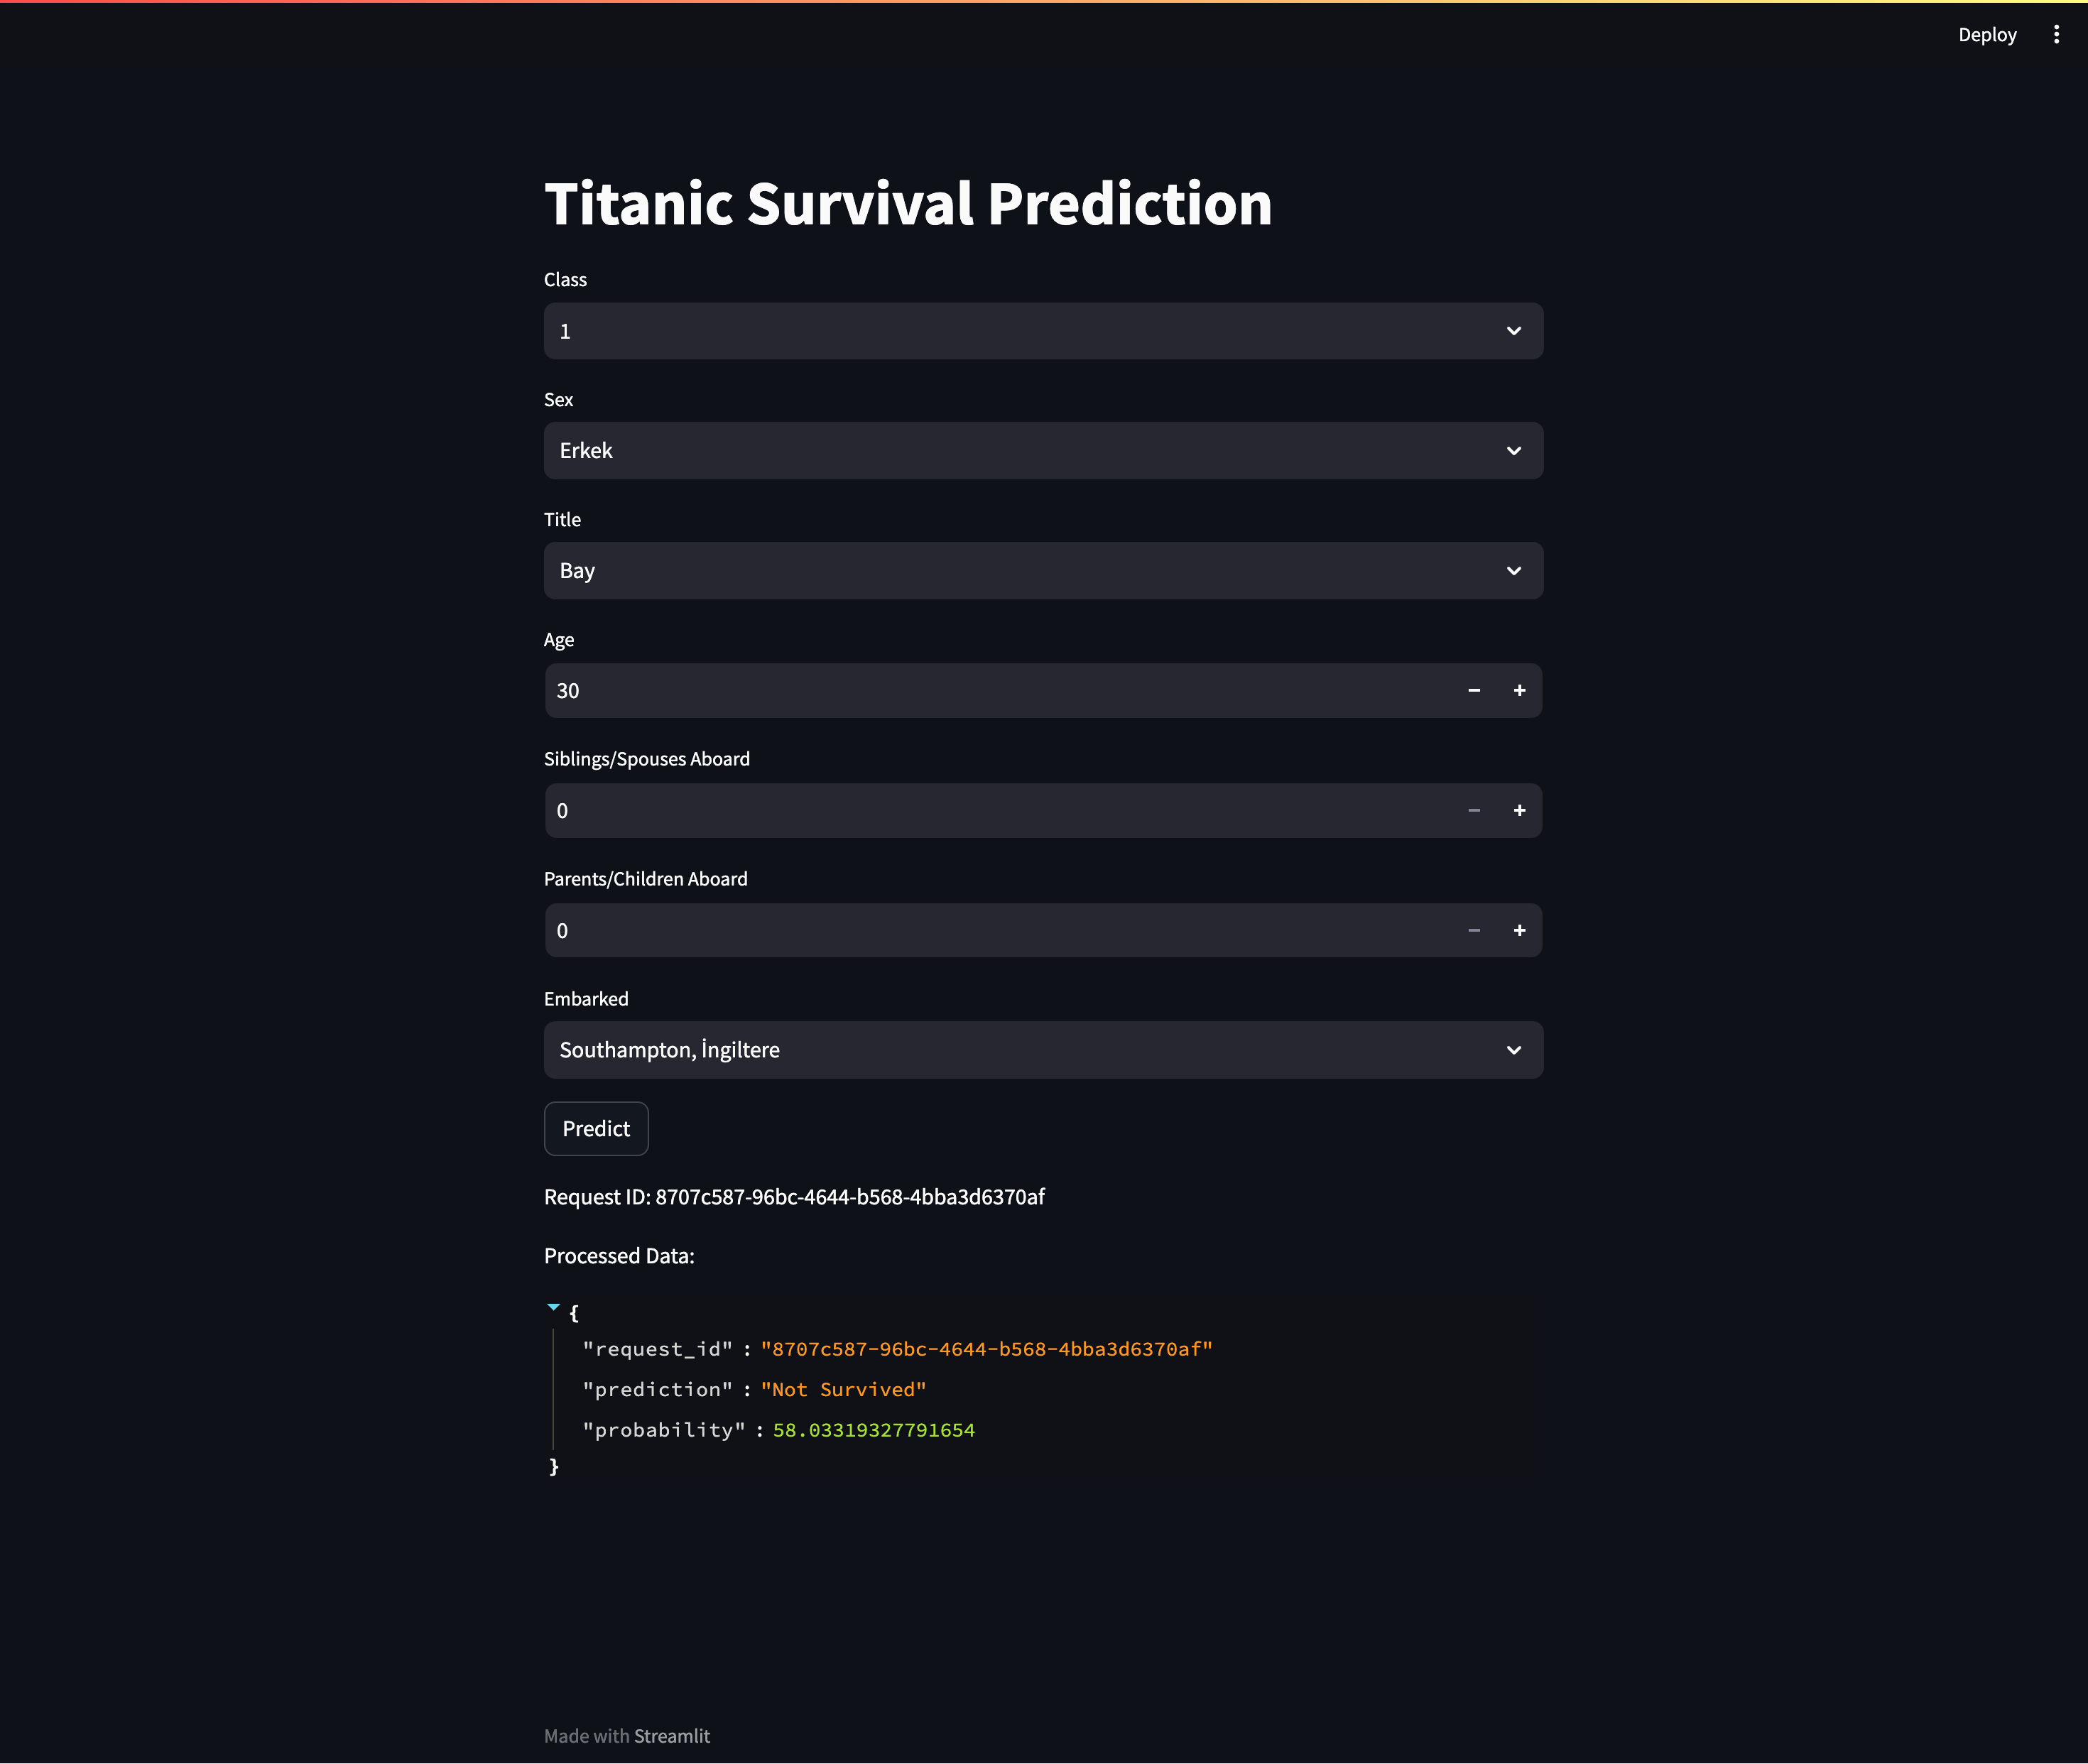 Deploy
Titanic Survival Prediction
Class
1
Sex
Erkek
Title
Bay
Age
30
Siblings/Spouses Aboard
0
Parents/Children Aboard
0
Embarked
Southampton, İngiltere
Predict
Request ID: 8707c587-96bc-4644-b568-4bba3d6370af
Processed Data:
{
"request_id" : "8707c587-96bc-4644-b568-4bba3d6370af"
"prediction" : "Not Survived"
"probability" : 58.03319327791654
}
Made with Streamlit